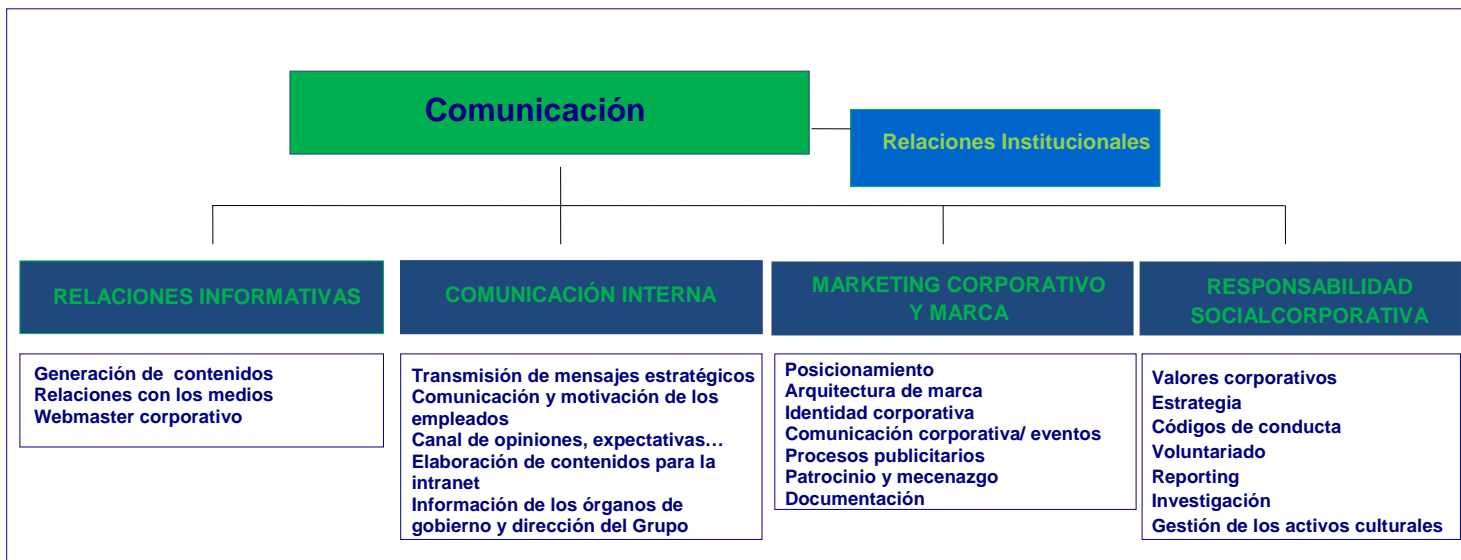 Comunicación
Relaciones Institucionales
RELACIONES INFORMATIVAS
COMUNICACIÓN INTERNA
MARKETING CORPORATIVO
Y MARCA
RESPONSABILIDAD
SOCIALCORPORATIVA
Generación de contenidos
Relaciones con los medios
Webmaster corporativo
Transmisión de mensajes estratégicos
Comunicación y motivación de los
empleados
Canal de opiniones, expectativas…
Elaboración de contenidos para la
intranet
Información de los órganos de
gobierno y dirección del Grupo
Posicionamiento
Arquitectura de marca
Identidad corporativa
Comunicación corporativa/ eventos
Procesos publicitarios
Patrocinio y mecenazgo
Documentación
Valores corporativos
Estrategia
Códigos de conducta
Voluntariado
Reporting
Investigación
Gestión de los activos culturales